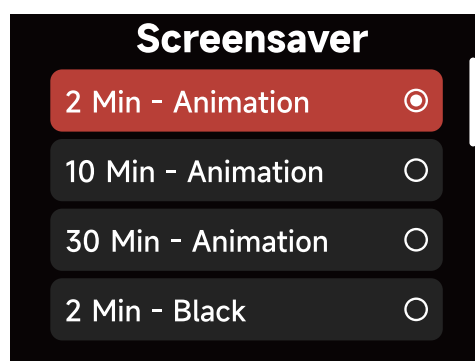 Screensaver
2 Min - Animation
10 Min - Animation
30 Min - Animation
2 Min - Black